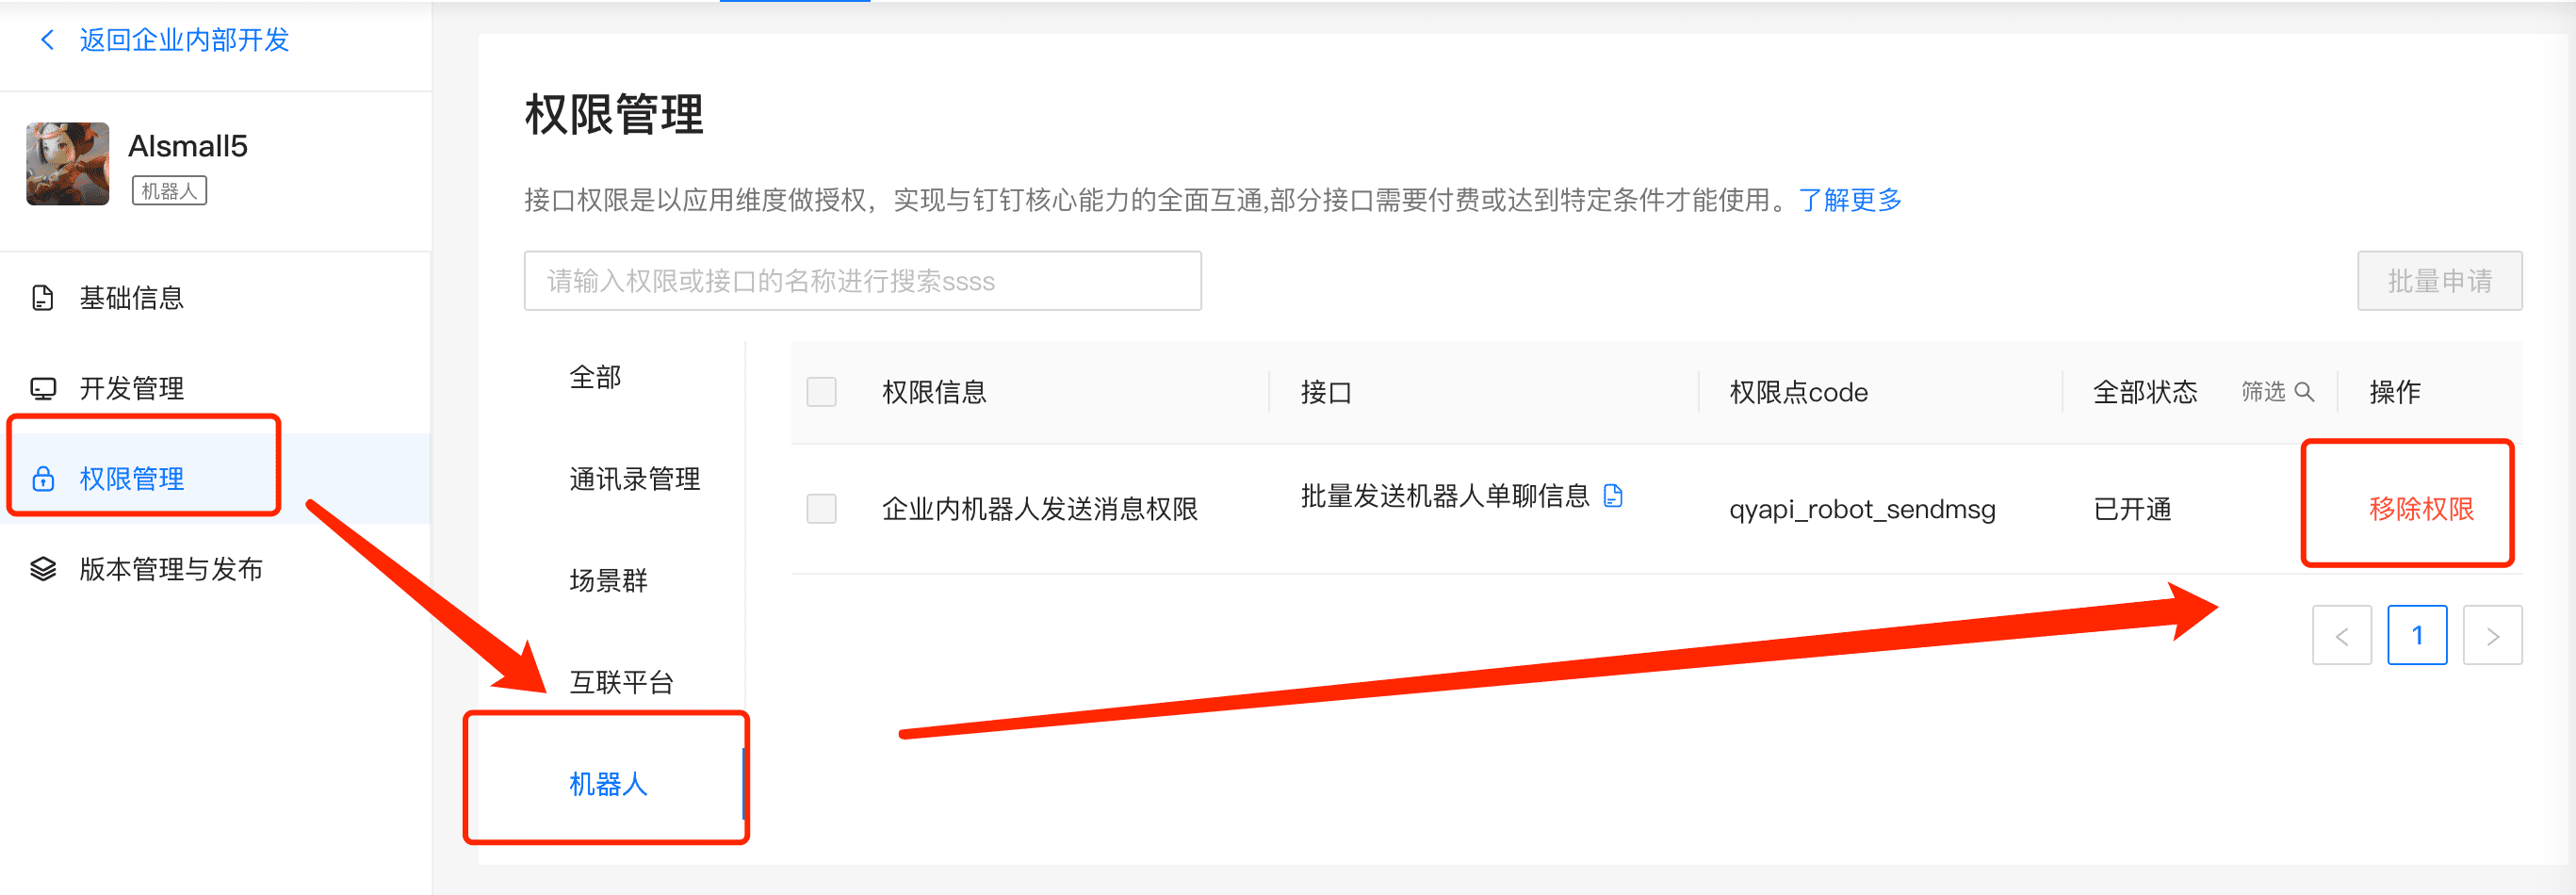 返回企业内部开发
AIsmall5
机器人
基础信息
开发管理
权限管理
版本管理与发布
权限管理
接口权限是以应用维度做授权，实现与钉钉核心能力的全面互通,部分接口需要付费或达到特定条件才能使用。了解更多
请输入权限或接口的名称进行搜索ssss
批量申请
全部
通讯录管理
场景群
互联平台
机器人
权限信息 接口 权限点code 全部状态 筛选 操作
企业内机器人发送消息权限 批量发送机器人单聊信息 qyapi_robot_sendmsg 已开通 移除权限
< 1 >